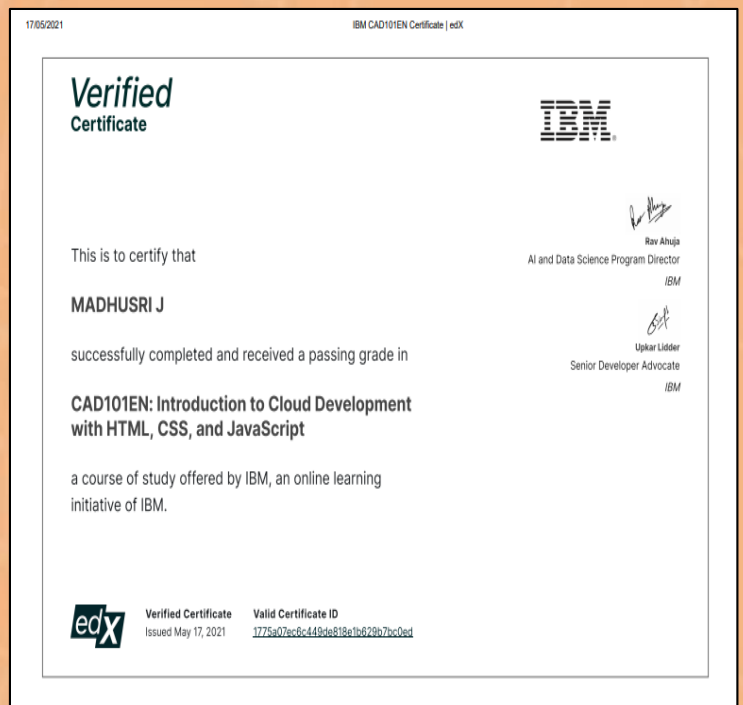 17/05/2021
IBM CAD101EN Certificate | edX
Verified
Certificate
IBM
Rav Ahuja
AI and Data Science Program Director
IBM
This is to certify that
MADHUSRI J
Upkar Lidder
Senior Developer Advocate
IBM
successfully completed and received a passing grade in
CAD101EN: Introduction to Cloud Development
with HTML, CSS, and JavaScript
a course of study offered by IBM, an online learning
initiative of IBM.
edX
Verified Certificate
Issued May 17, 2021
Valid Certificate ID
1775a07ec6c449de818e1b629b7bc0ed